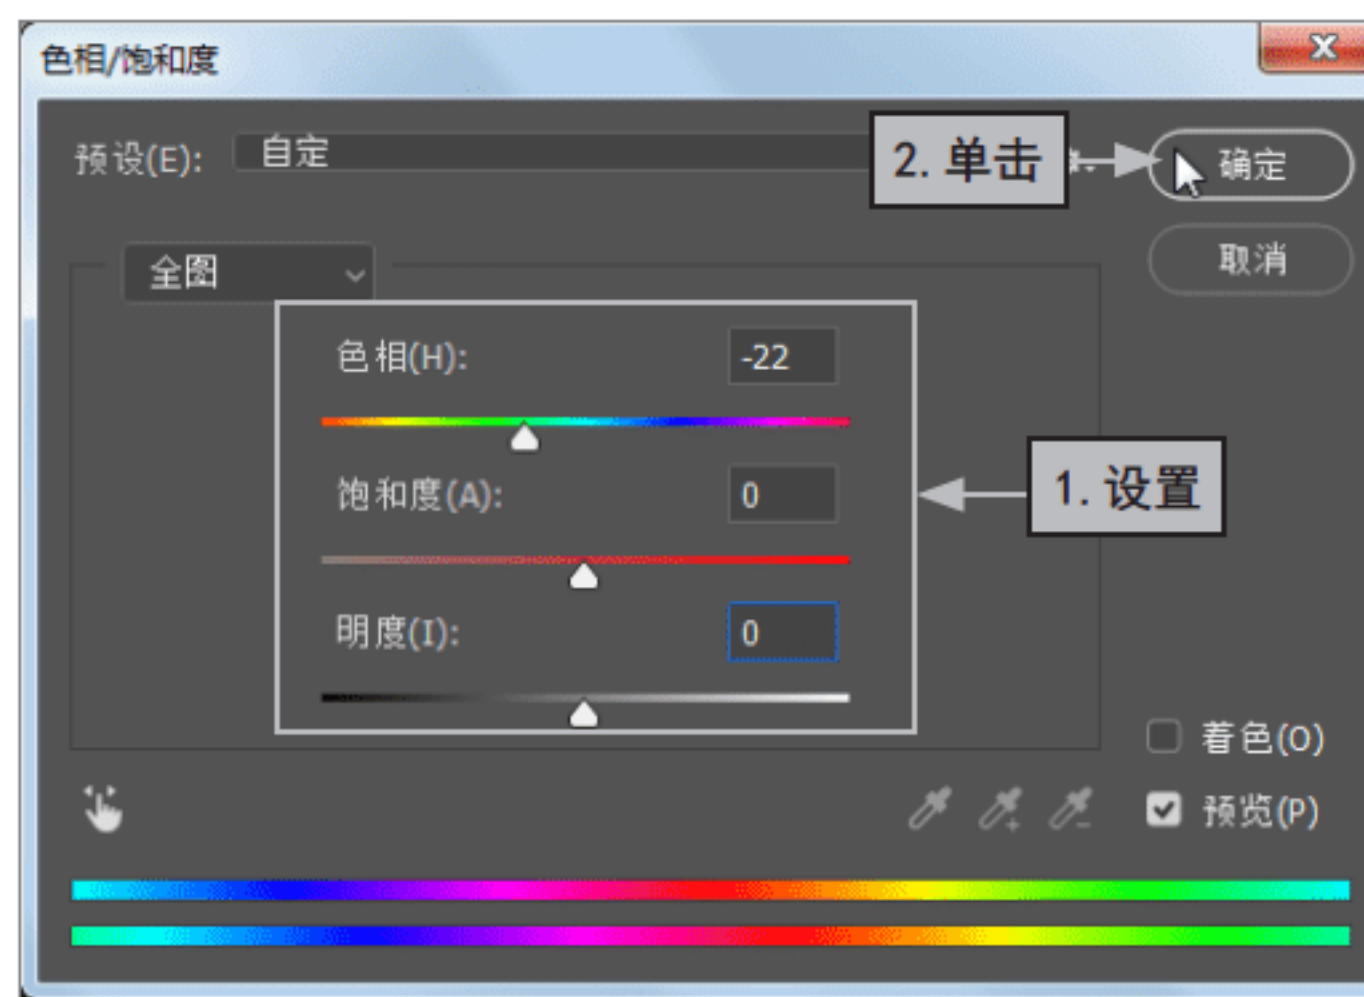 色相/饱和度
预设(E): 自定
2. 单击
确定
取消
全图
色相(H): -22
饱和度(A): 0
1. 设置
明度(I): 0
着色(O)
预览(P)